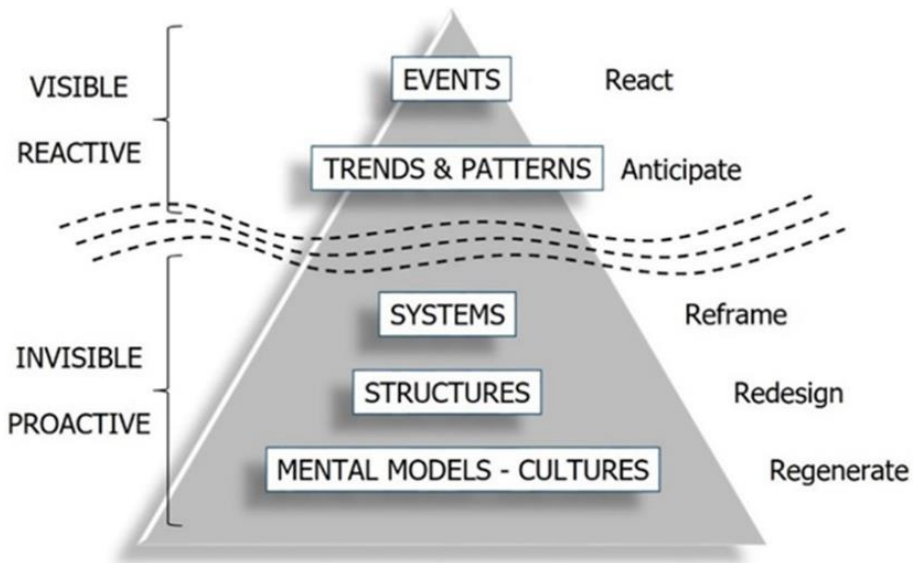 EVENTS
React
VISIBLE
REACTIVE
TRENDS & PATTERNS
Anticipate
SYSTEMS
Reframe
INVISIBLE
STRUCTURES
Redesign
PROACTIVE
MENTAL MODELS - CULTURES
Regenerate